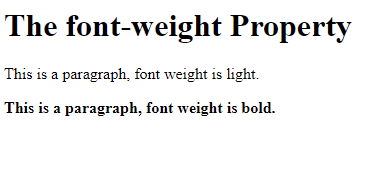 The font-weight Property
This is a paragraph, font weight is light.
This is a paragraph, font weight is bold.